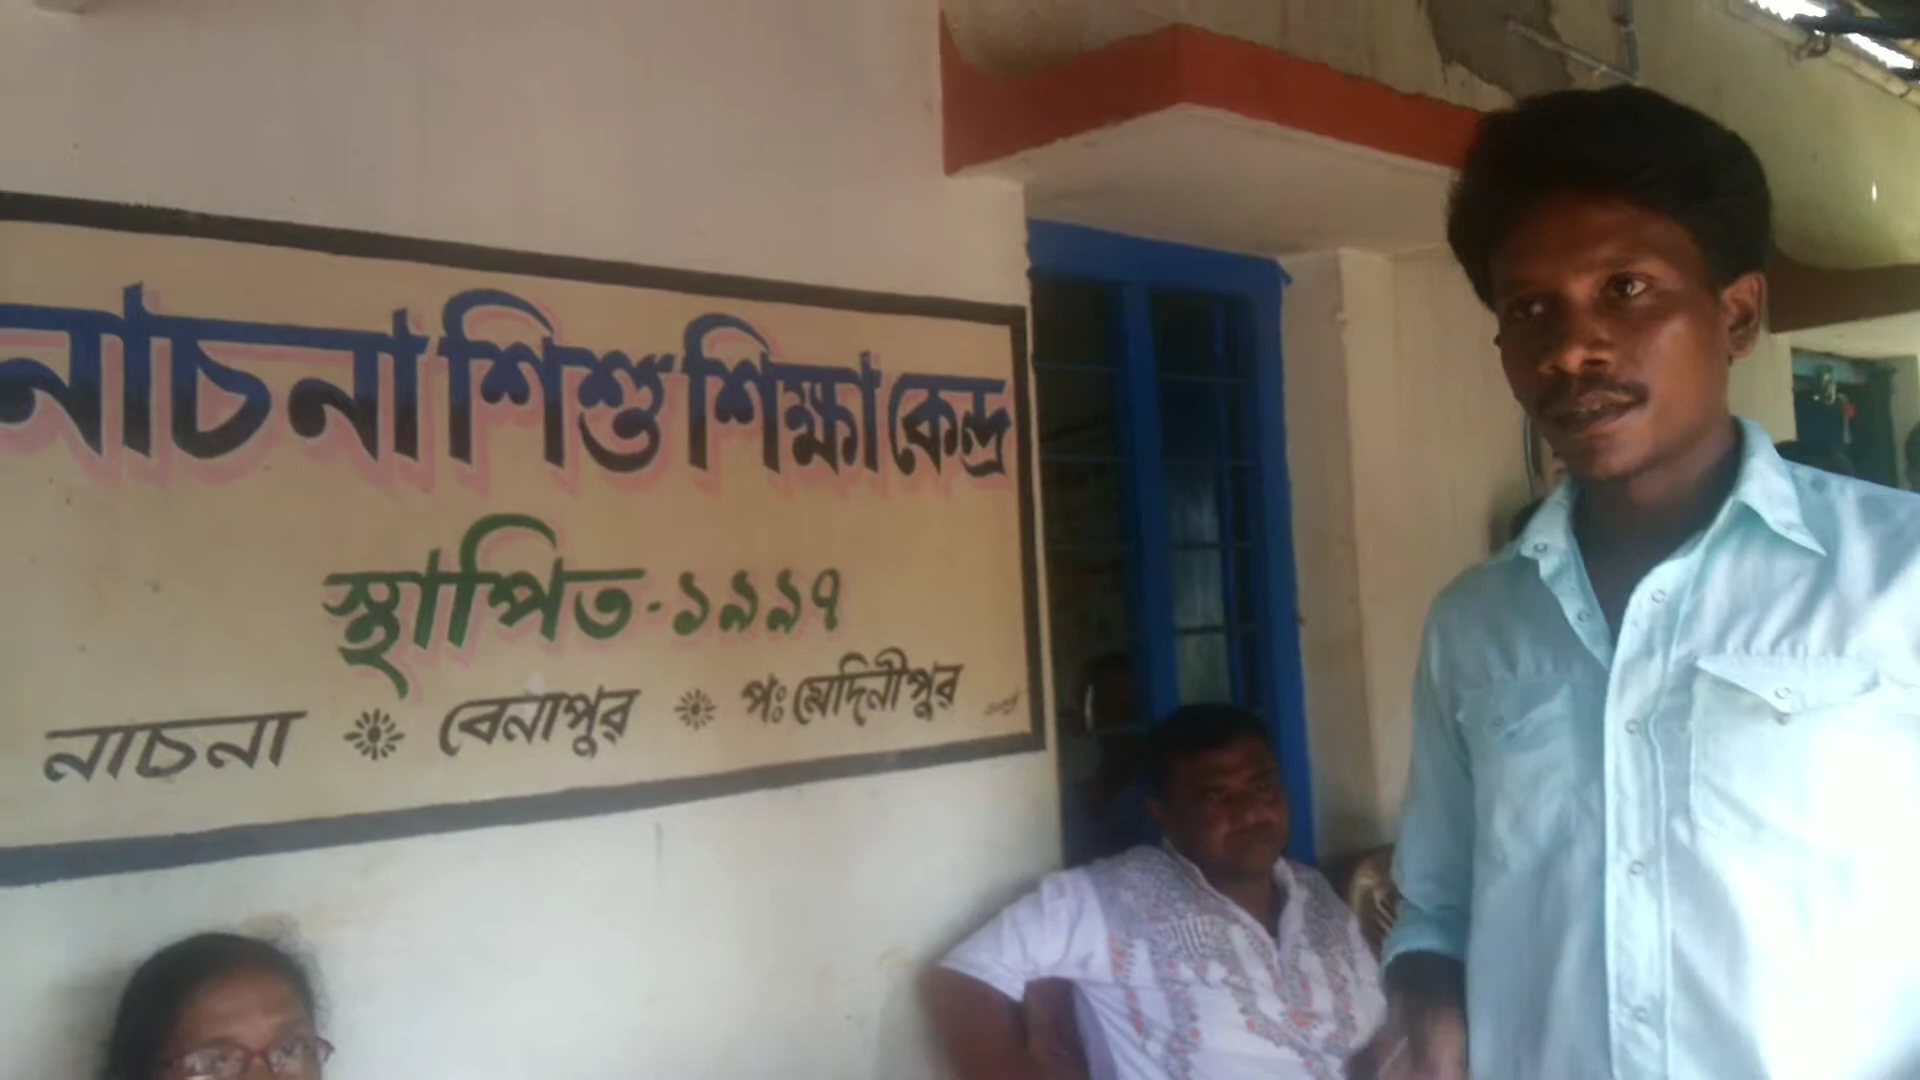 নাচনা শিশু শিক্ষা কেন্দ্র
স্থাপিত - ১৯৯৭
নাচনা * বেনাপুর * পঃ মেদিনীপুর